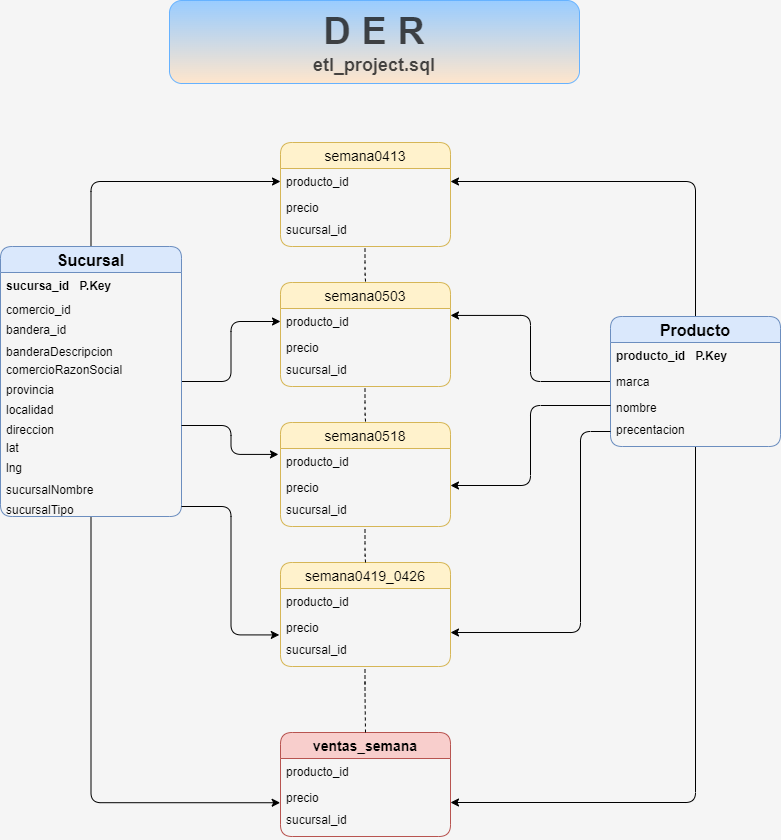 D E R
etl_project.sql
semana0413
producto_id
precio
sucursal_id
Sucursal
sucursa_id P.Key
comercio_id
bandera_id
banderaDescripcion
comercioRazonSocial
provincia
localidad
direccion
lat
lng
sucursalNombre
sucursalTipo
semana0503
producto_id
precio
sucursal_id
semana0518
producto_id
precio
sucursal_id
semana0419_0426
producto_id
precio
sucursal_id
ventas_semana
producto_id
precio
sucursal_id
Producto
producto_id P.Key
marca
nombre
precentacion